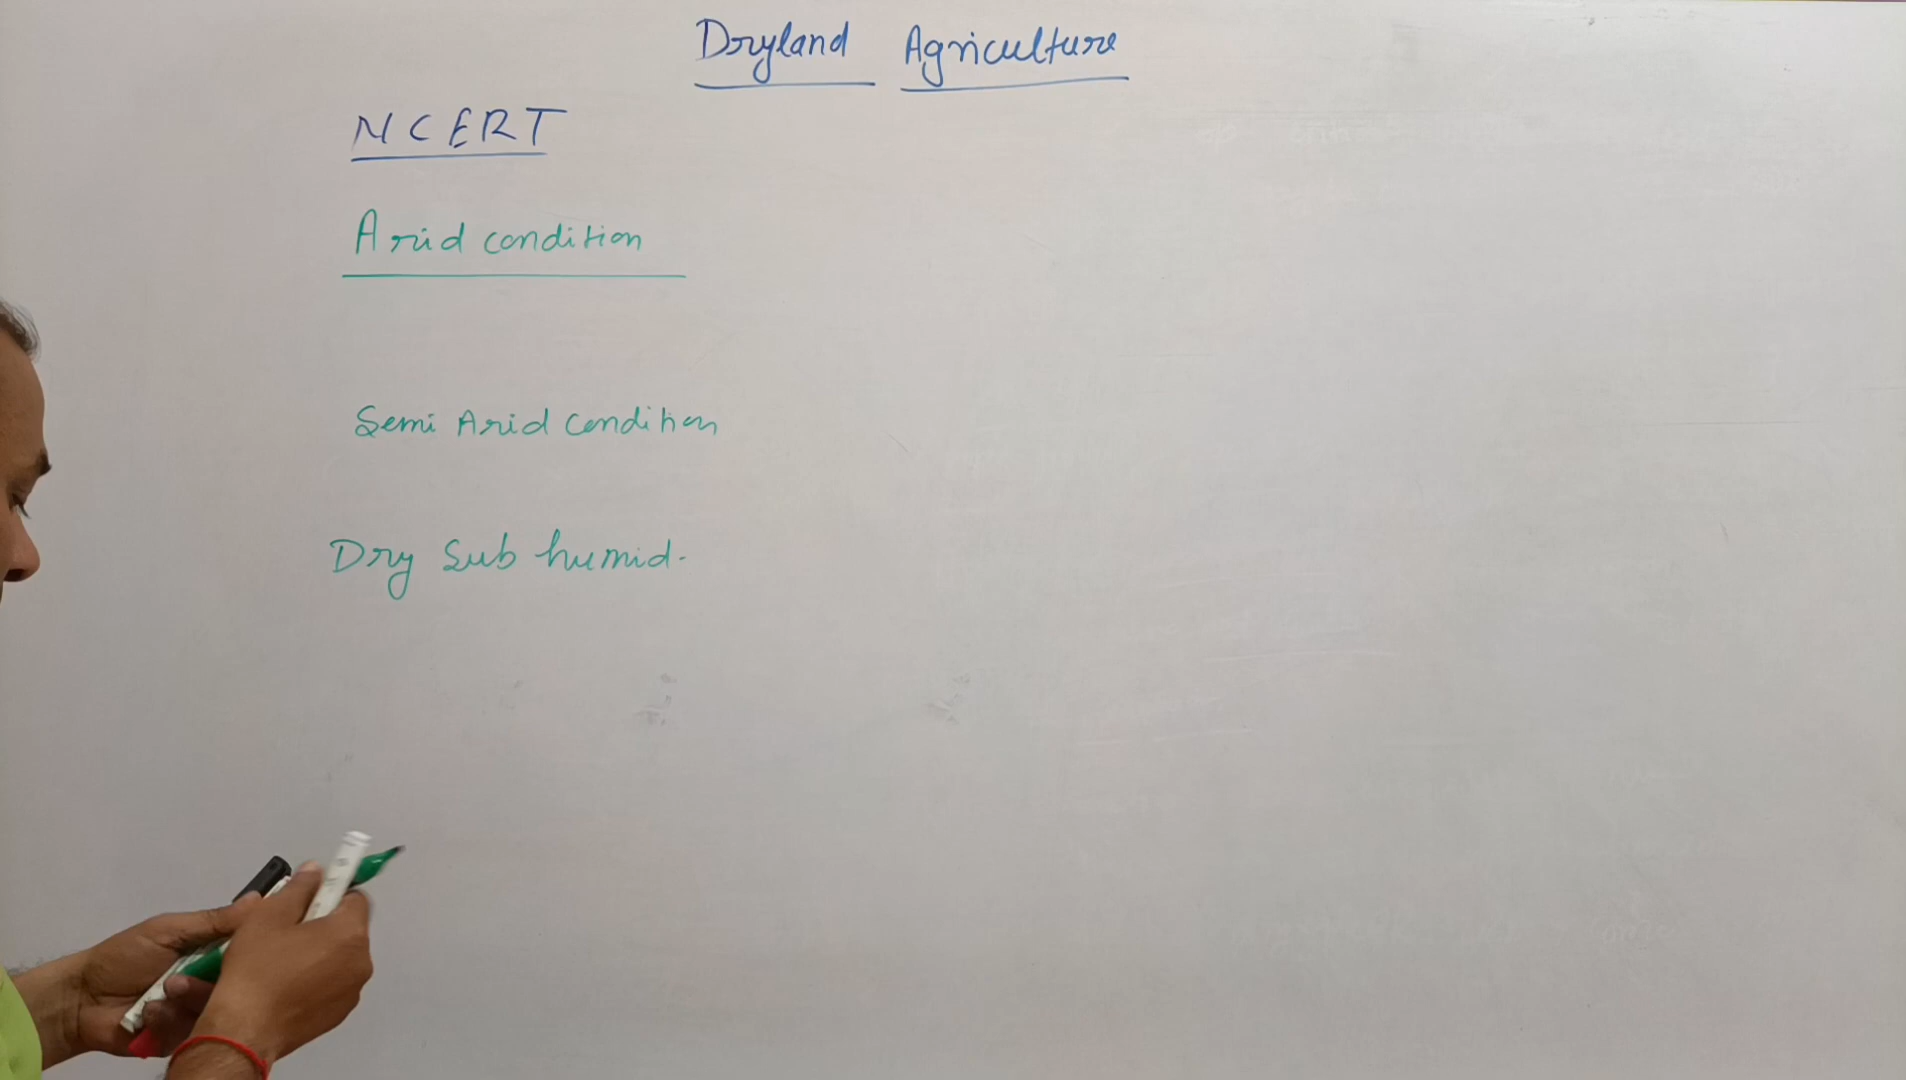 Dryland Agriculture
NCERT
Arid condition
Semi Arid condition
Dry Sub humid.